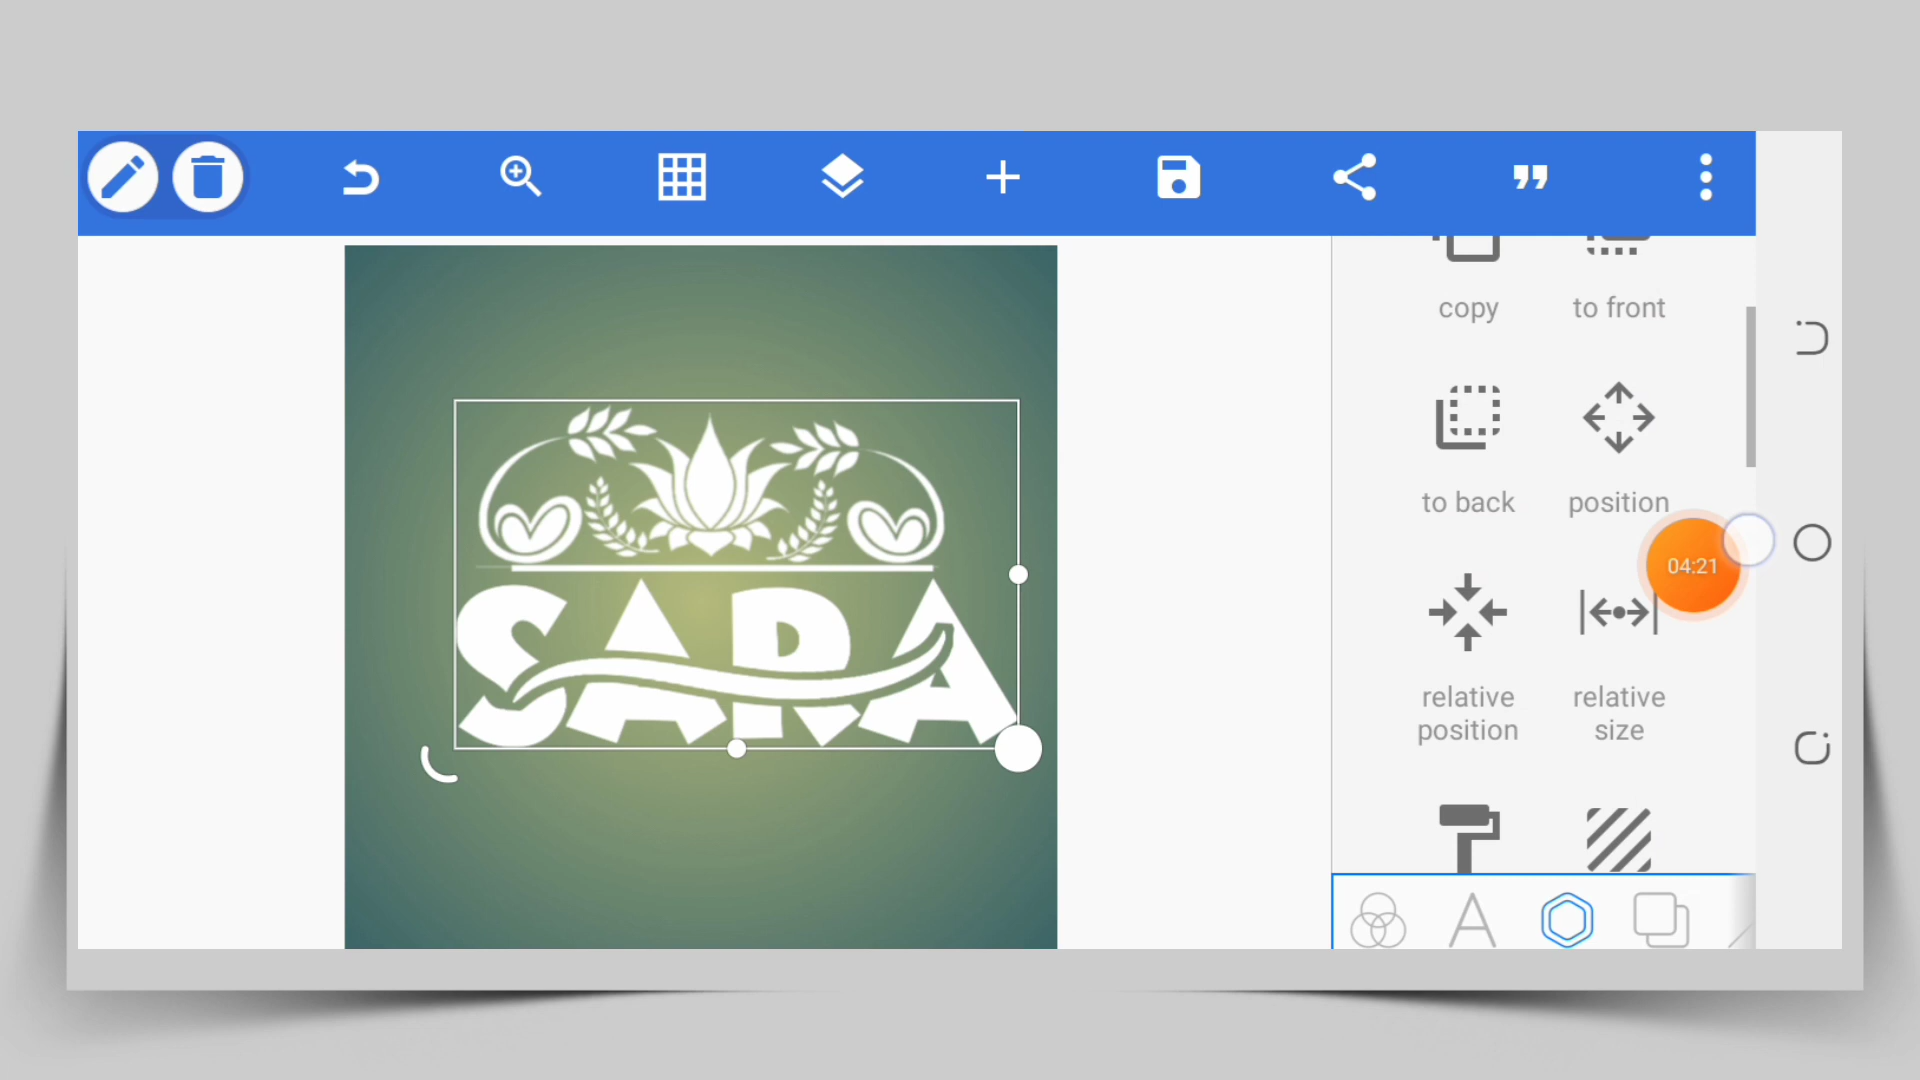 copy
to front
to back
position
04:21
relative
position
relative
size
SARA